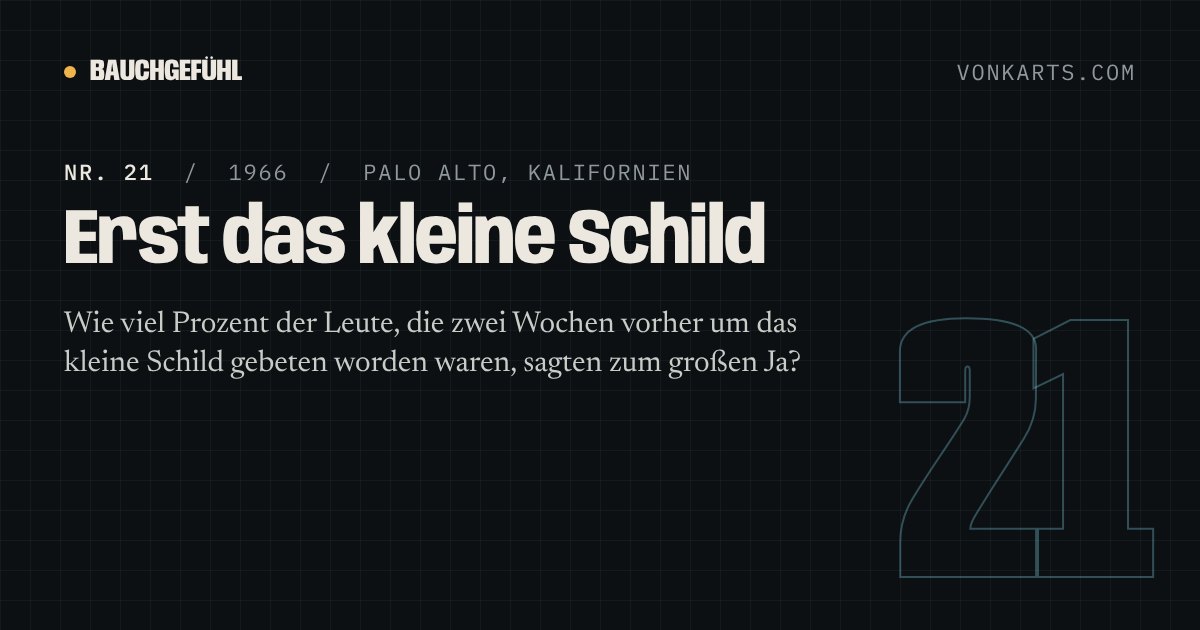 BAUCHGEFÜHL
VONKARTS.COM
NR. 21 / 1966 / PALO ALTO, KALIFORNIEN
Erst das kleine Schild
Wie viel Prozent der Leute, die zwei Wochen vorher um das
kleine Schild gebeten worden waren, sagten zum großen Ja?
21